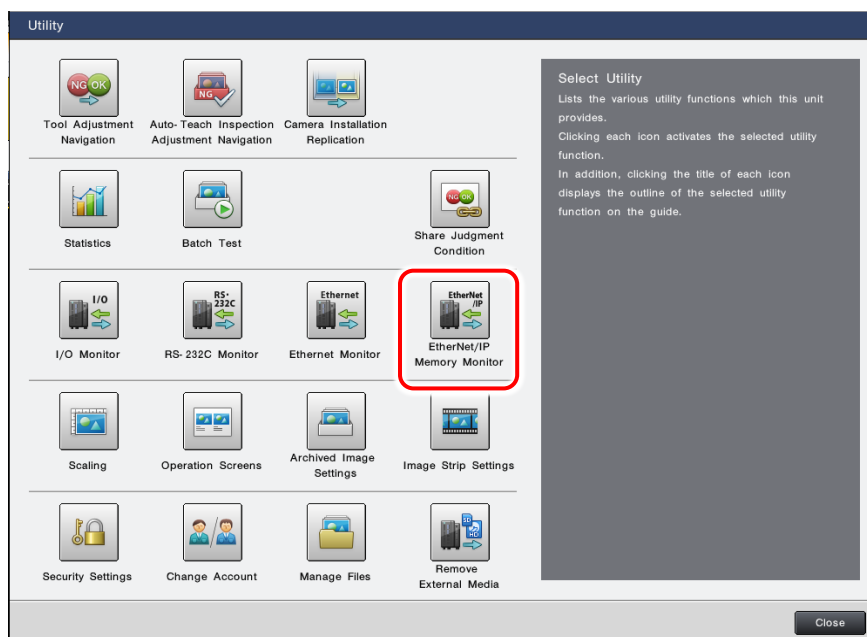 Utility
NG OK
NG
Tool Adjustment
Navigation
Auto-Teach Inspection
Adjustment Navigation
Camera Installation
Replication
NG OK
Statistics
Batch Test
Share Judgment
Condition
I/O
RS-
232C
Ethernet
EtherNet
/IP
I/O Monitor
RS-232C Monitor
Ethernet Monitor
EtherNet/IP
Memory Monitor
Scaling
Operation Screens
Archived Image
Settings
Image Strip Settings
SD
HD
Security Settings
Change Account
Manage Files
Remove
External Media
Select Utility
Lists the various utility functions which this unit
provides.
Clicking each icon activates the selected utility
function.
In addition, clicking the title of each icon
displays the outline of the selected utility
function on the guide.
Close